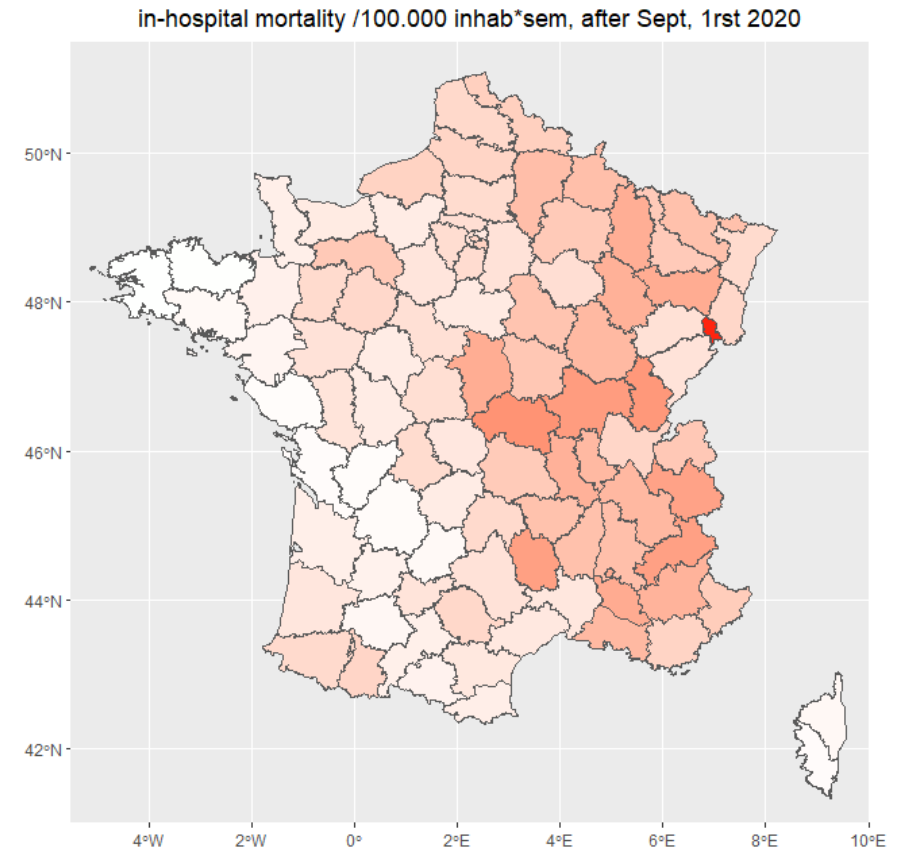 in-hospital mortality /100.000 inhab*sem, after Sept, 1rst 2020
50°N
48°N
46°N
44°N
42°N
4°W 2°W 0° 2°E 4°E 6°E 8°E 10°E